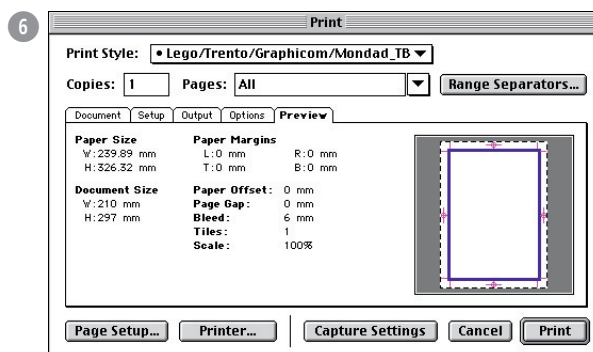 6
Print
Print Style: • Lego/Trento/Graphicom/Mondad_TB
Copies: 1 Pages: All Range Separators...
Document Setup Output Options Preview
Paper Size Paper Margins
W:239.89 mm L:0 mm R:0 mm
H:326.32 mm T:0 mm B:0 mm
Document Size Paper Offset: 0 mm
W:210 mm Page Gap: 0 mm
H:297 mm Bleed: 6 mm
Tiles: 1
Scale: 100%
Page Setup... Printer... Capture Settings Cancel Print